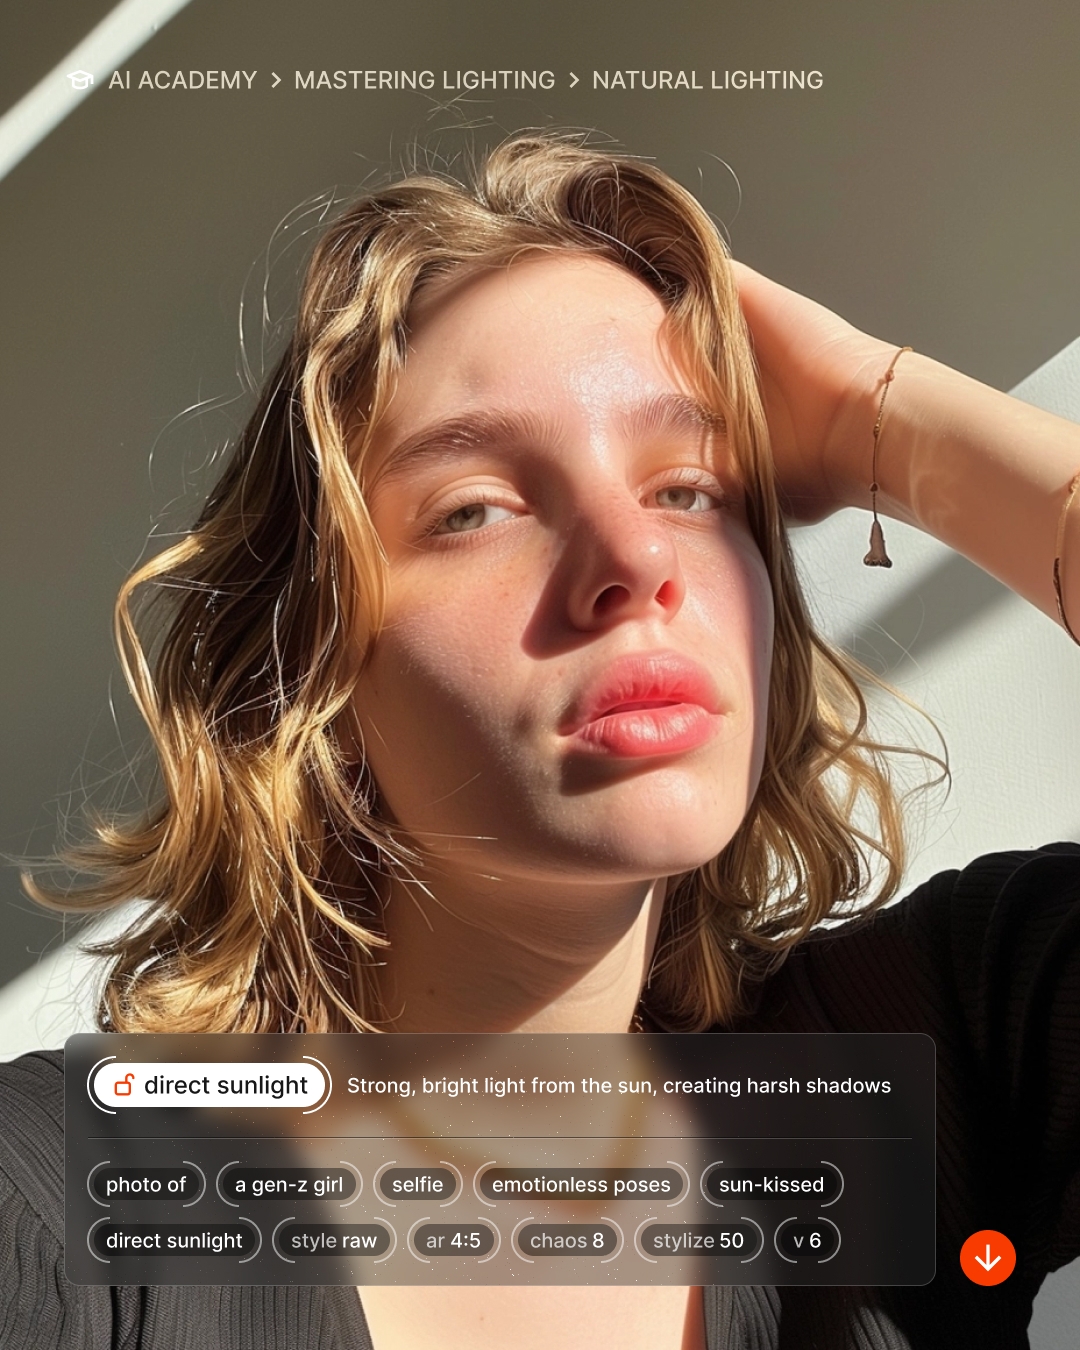 AI ACADEMY > MASTERING LIGHTING > NATURAL LIGHTING
direct sunlight Strong, bright light from the sun, creating harsh shadows
photo of a gen-z girl selfie emotionless poses sun-kissed
direct sunlight style raw ar 4:5 chaos 8 stylize 50 v 6